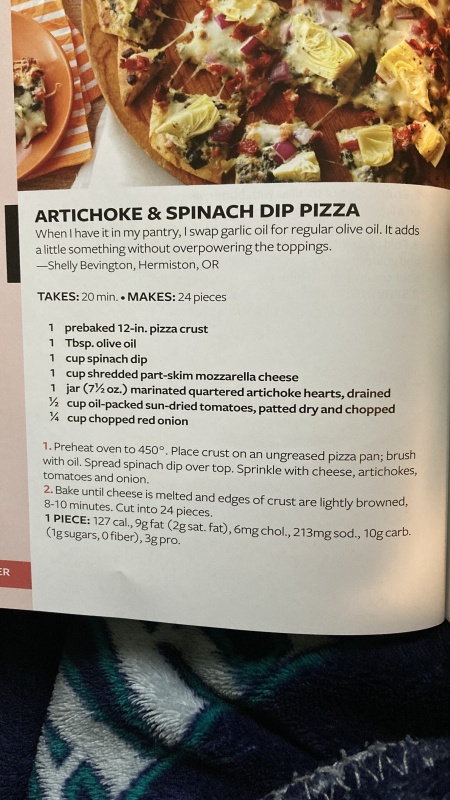 ARTICHOKE & SPINACH DIP PIZZA
When I have it in my pantry, I swap garlic oil for regular olive oil. It adds
a little something without overpowering the toppings.
—Shelly Bevington, Hermiston, OR
TAKES: 20 min. • MAKES: 24 pieces
1 prebaked 12-in. pizza crust
1 Tbsp. olive oil
1 cup spinach dip
1 cup shredded part-skim mozzarella cheese
1 jar (7½ oz.) marinated quartered artichoke hearts, drained
½ cup oil-packed sun-dried tomatoes, patted dry and chopped
¼ cup chopped red onion
1. Preheat oven to 450°. Place crust on an ungreased pizza pan; brush
with oil. Spread spinach dip over top. Sprinkle with cheese, artichokes,
tomatoes and onion.
2. Bake until cheese is melted and edges of crust are lightly browned,
8-10 minutes. Cut into 24 pieces.
1 PIECE: 127 cal., 9g fat (2g sat. fat), 6mg chol., 213mg sod., 10g carb.
(1g sugars, 0 fiber), 3g pro.
ER